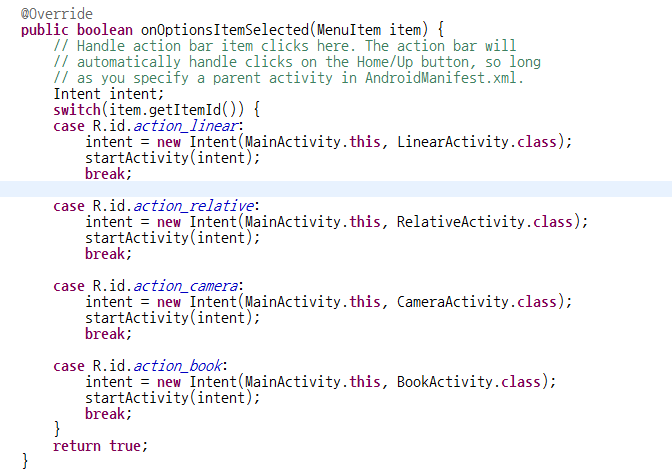 @Override
public boolean onOptionsItemSelected(MenuItem item) {
    // Handle action bar item clicks here. The action bar will
    // automatically handle clicks on the Home/Up button, so long
    // as you specify a parent activity in AndroidManifest.xml.
    Intent intent;
    switch(item.getItemId()) {
    case R.id.action_linear:
        intent = new Intent(MainActivity.this, LinearActivity.class);
        startActivity(intent);
        break;

    case R.id.action_relative:
        intent = new Intent(MainActivity.this, RelativeActivity.class);
        startActivity(intent);
        break;

    case R.id.action_camera:
        intent = new Intent(MainActivity.this, CameraActivity.class);
        startActivity(intent);
        break;

    case R.id.action_book:
        intent = new Intent(MainActivity.this, BookActivity.class);
        startActivity(intent);
        break;
    }
    return true;
}